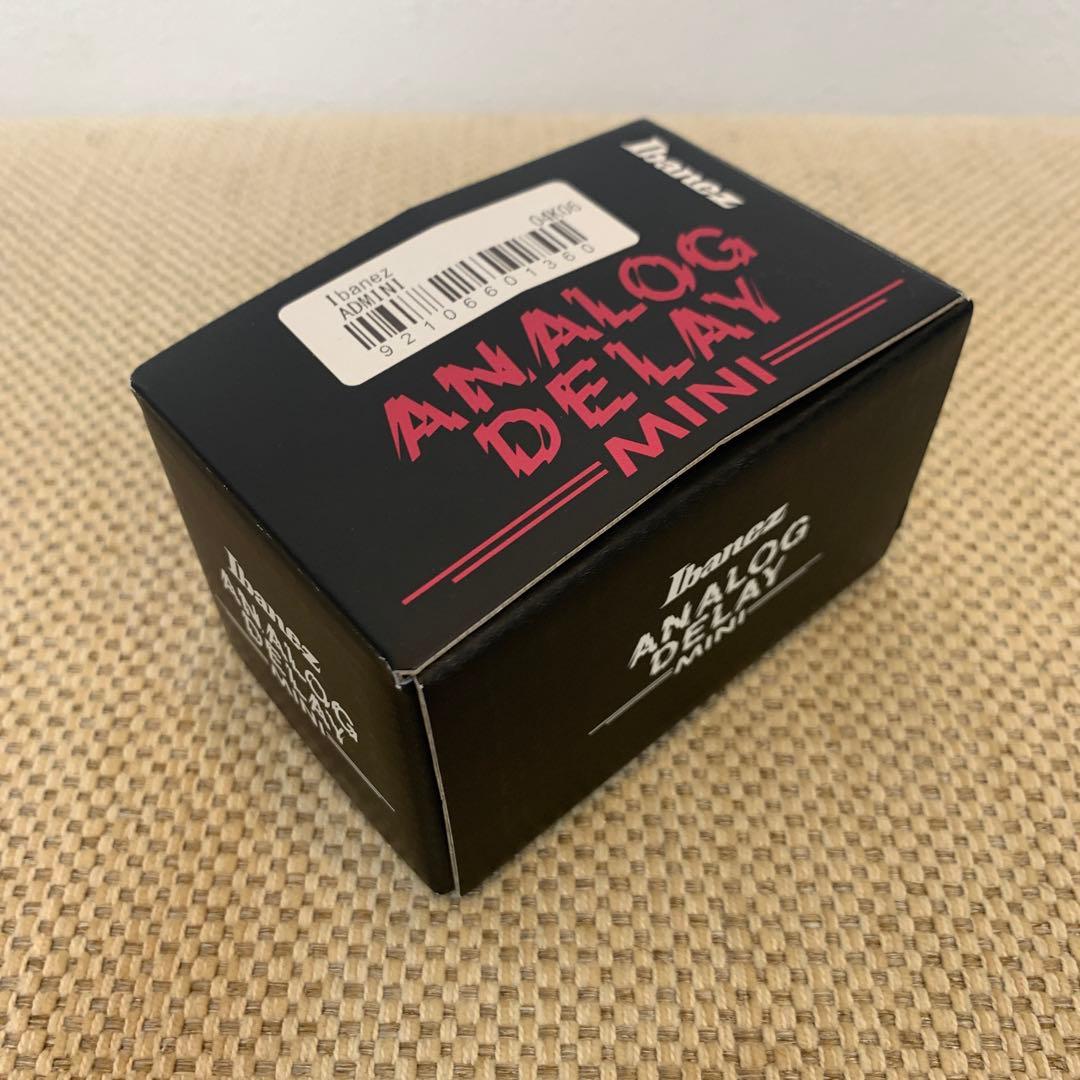 Ibanez
ADMINI
04K06
92106601360
Ibanez
ANALOG
DELAY
MINI
Ibanez
ANALOG
DELAY
MINI
Ibanez
ANALOG
DELAY
MINI